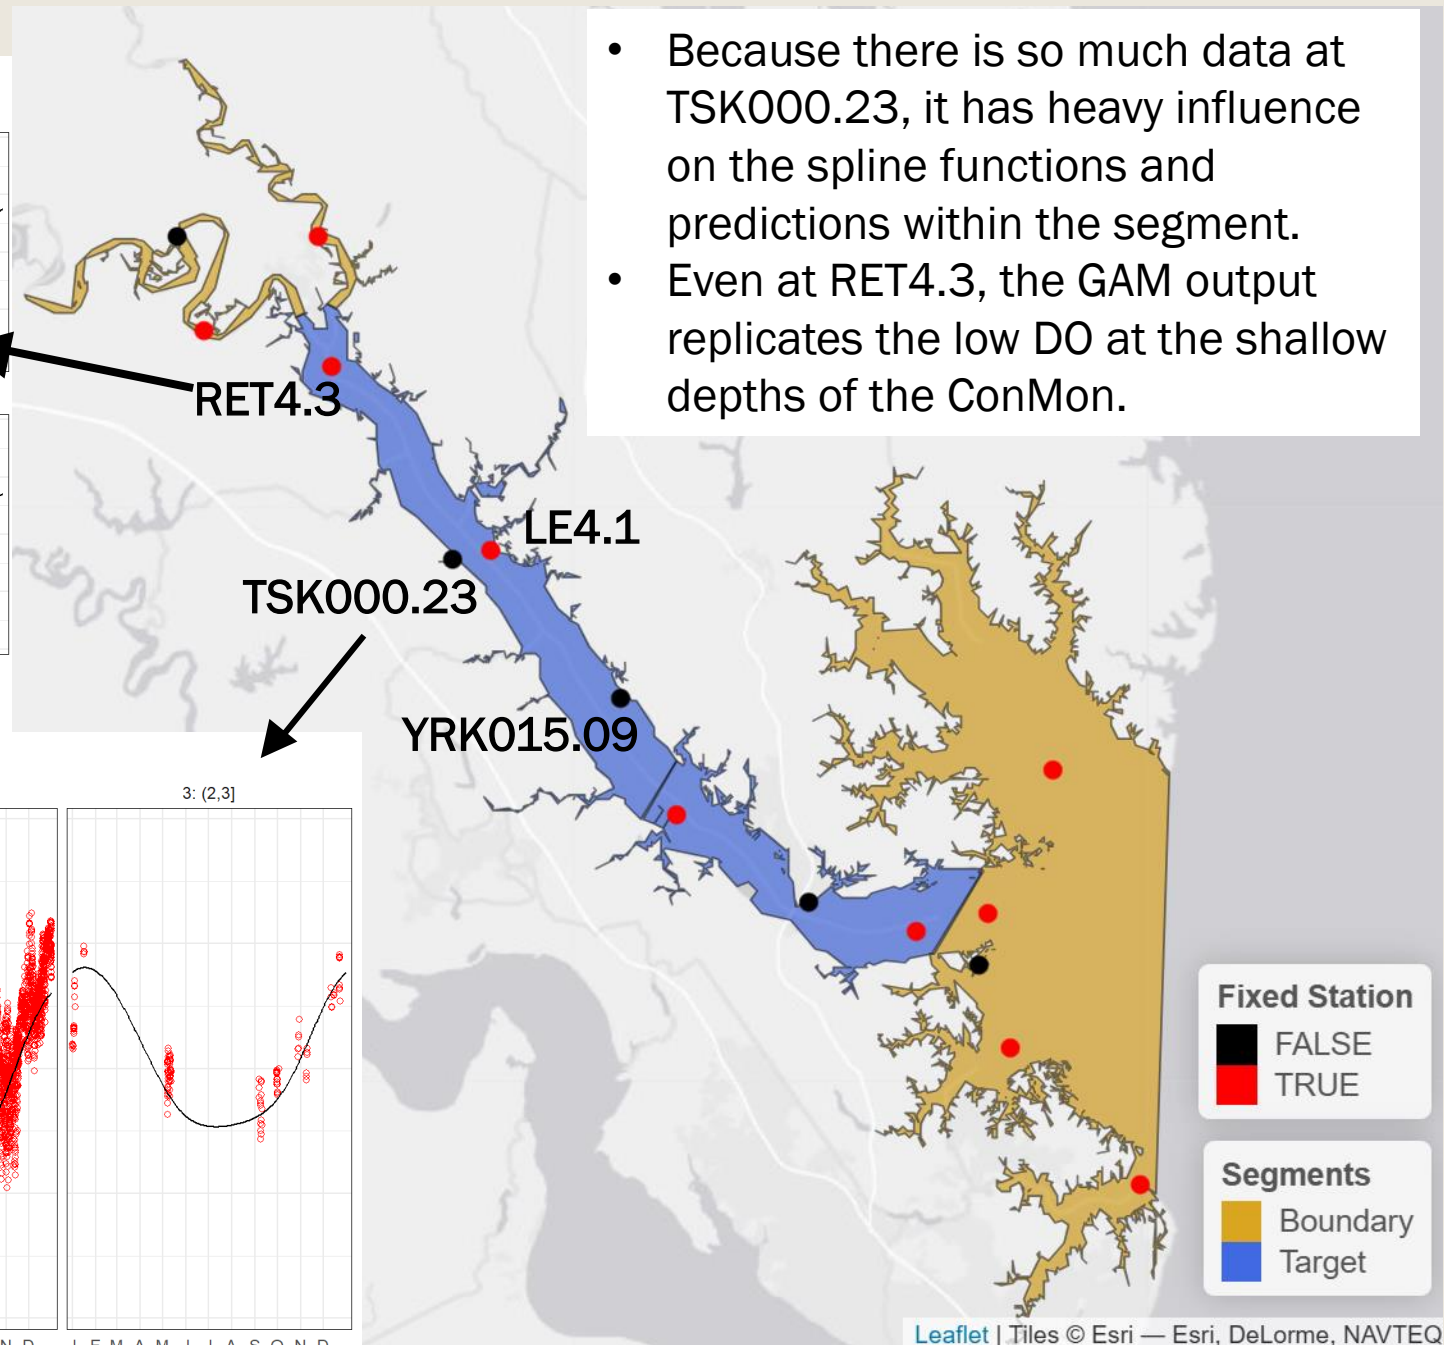 • Because there is so much data at
TSK000.23, it has heavy influence
on the spline functions and
predictions within the segment.
• Even at RET4.3, the GAM output
replicates the low DO at the shallow
depths of the ConMon.
RET4.3
LE4.1
TSK000.23
YRK015.09
3: (2,3]
N D
J F M A M J J A S O N D
Fixed Station
FALSE
TRUE
Segments
Boundary
Target
Leaflet | Tiles © Esri — Esri, DeLorme, NAVTEQ